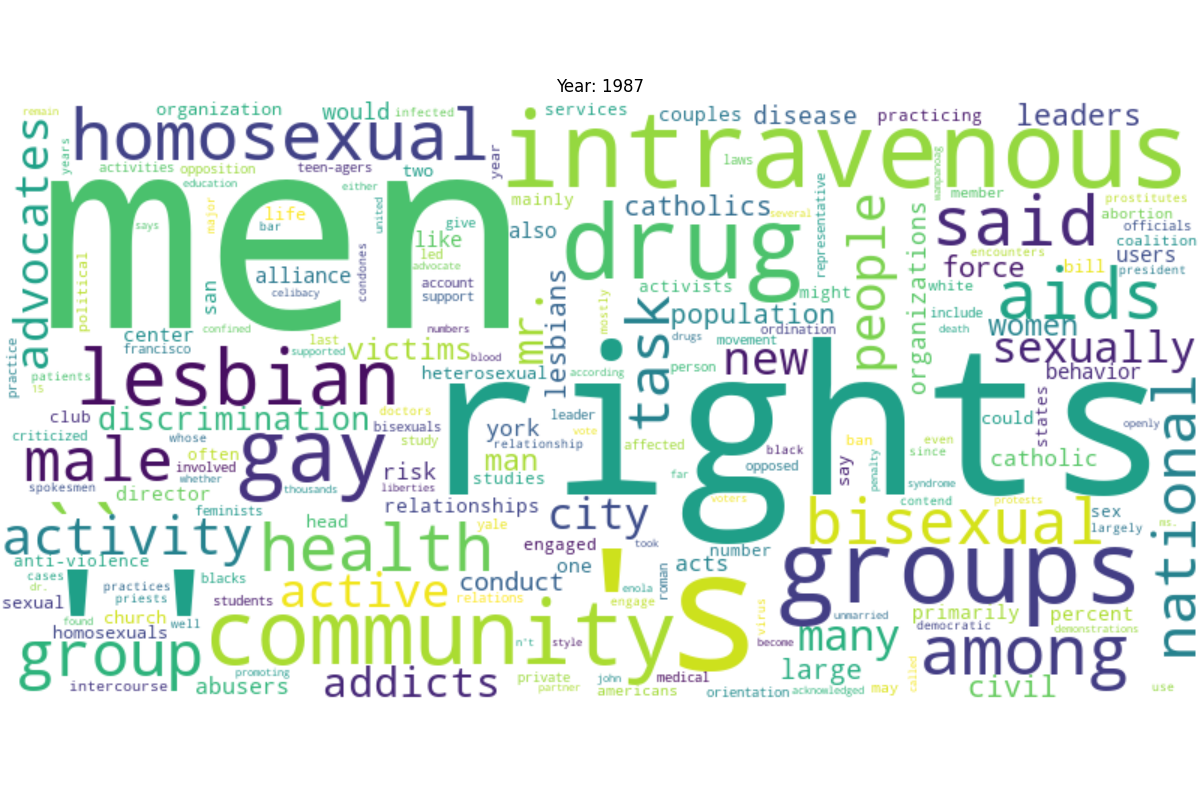 Year: 1987
remain
organization
would
infected
services
couples
disease
practicing
leaders
homosexual
intravenous
advocates
years
activities
opposition
teen-agers
two
year
laws
wampanoag
education
either
mainly
member
prostitutes
men
says
major
life
bar
united
give
like
also
drug
catholics
several
representative
people
organizations
said
abortion
officials
coalition
users
president
encounters
force
bill
political
san
alliance
celibacy
condones
led
advocate
account
support
lesbians
activists
might
white
include
death
aids
women
center
francisco
confined
numbers
mr.
mostly
task
population
ordination
drugs
movement
practice
patients
15
last
supported
victims
blood
heterosexual
according
person
new
sexually
behavior
lesbian
rights
national
club
discrimination
doctors
bisexuals
study
leader
vote
york
relationship
affected
black
opposed
could
states
openly
criticized
whose
often
involved
whether
male
gay
man
risk
studies
far
say
ban
penalty
even
since
catholic
syndrome
spokesmen
director
thousands
liberties
relationships
voters
contend
protests
``
feminists
head
yale
city
bisexual
sex
largely
ms.
activity
health
engaged
took
number
anti-violence
cases
dr.
practices
priests
blacks
one
acts
groups
''
's
active
conduct
relations
enola
engage
roman
virus
sexual
found
church
well
students
community
unmarried
primarily
percent
democratic
demonstrations
homosexuals
n't
style
become
many
among
group
promoting
intercourse
abusers
addicts
private
partner
john
americans
medical
orientation
large
acknowledged
may
called
civil
use